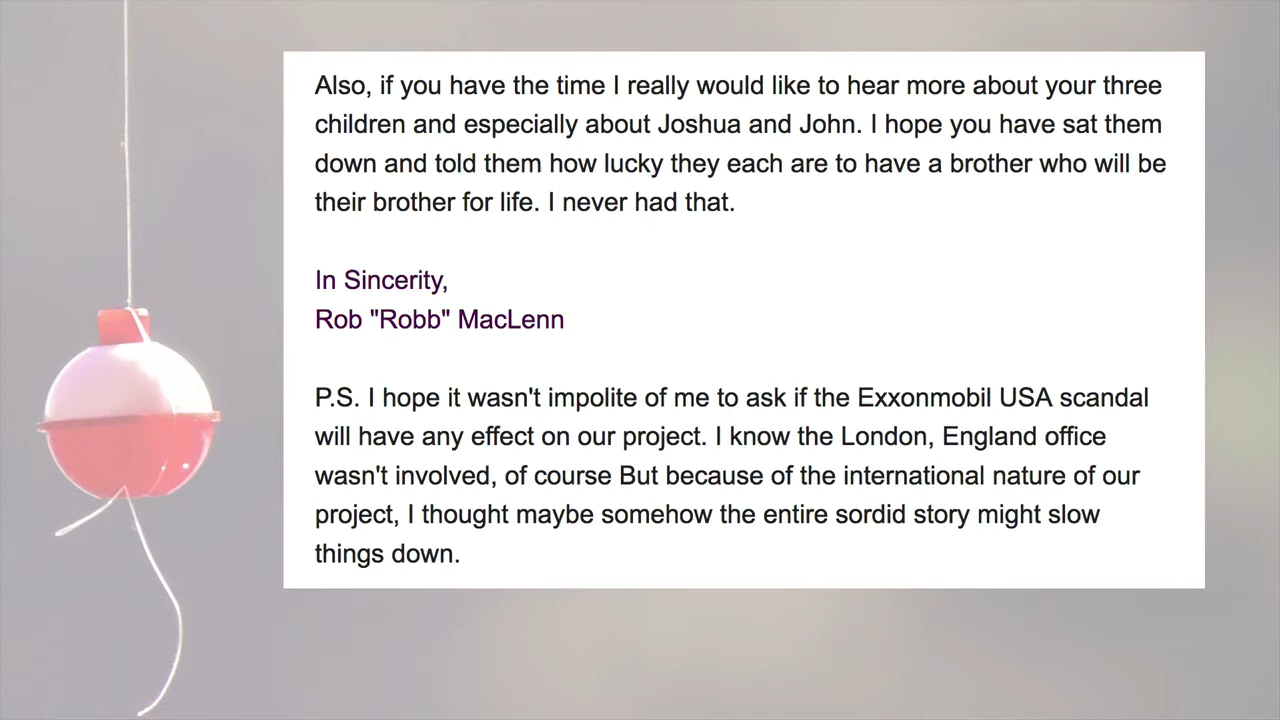 Also, if you have the time I really would like to hear more about your three
children and especially about Joshua and John. I hope you have sat them
down and told them how lucky they each are to have a brother who will be
their brother for life. I never had that.
In Sincerity,
Rob "Robb" MacLenn
P.S. I hope it wasn't impolite of me to ask if the Exxonmobil USA scandal
will have any effect on our project. I know the London, England office
wasn't involved, of course But because of the international nature of our
project, I thought maybe somehow the entire sordid story might slow
things down.